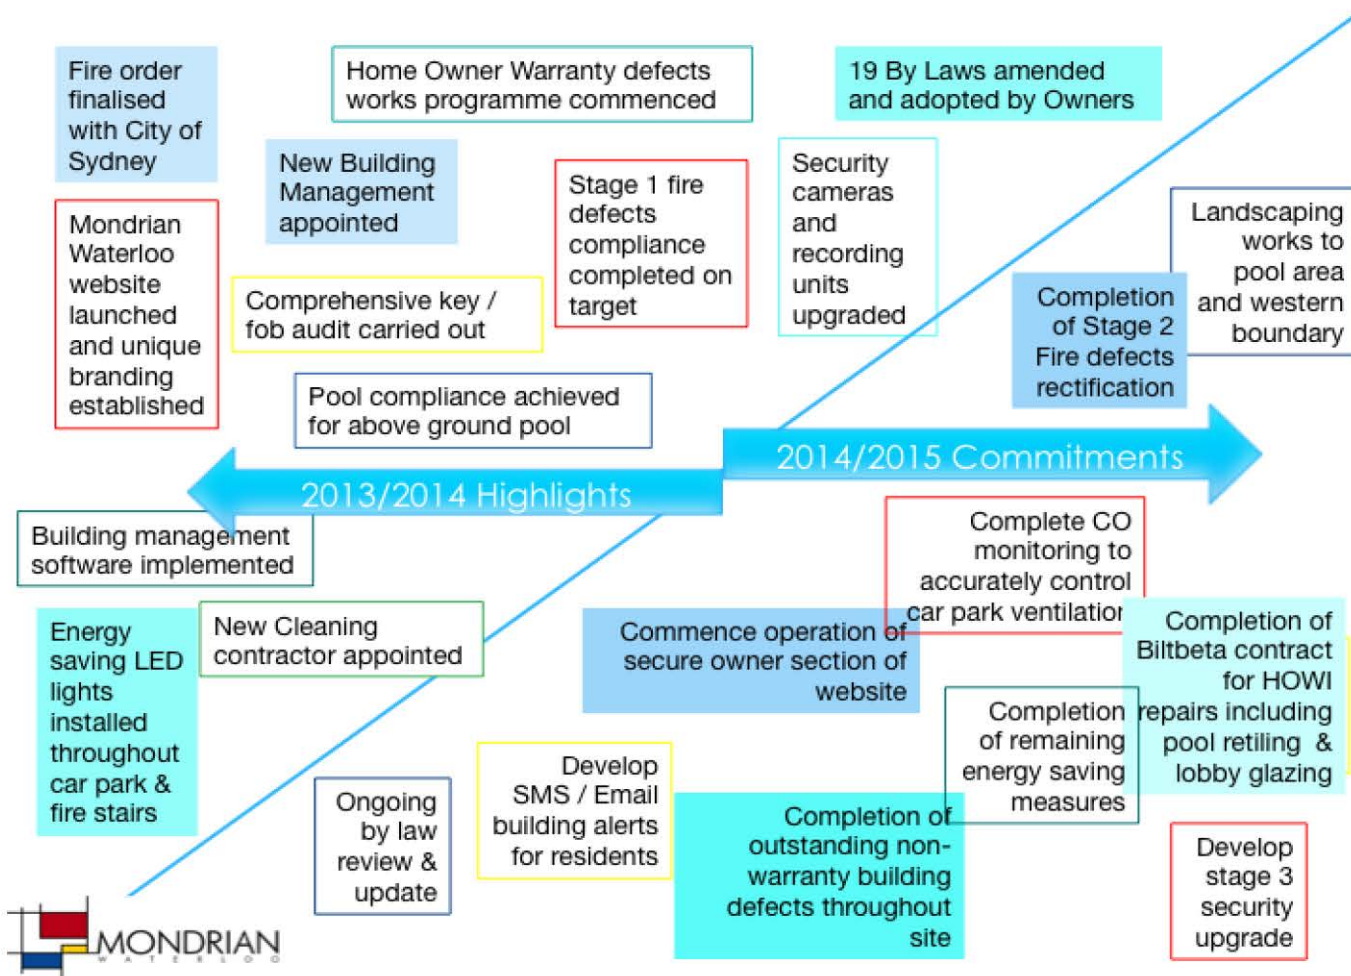 Fire order
finalised
with City of
Sydney
Home Owner Warranty defects
works programme commenced
19 By Laws amended
and adopted by Owners
New Building
Management
appointed
Stage 1 fire
defects
compliance
completed on
target
Security
cameras
and
recording
units
upgraded
Mondrian
Waterloo
website
launched
and unique
branding
established
Comprehensive key /
fob audit carried out
Pool compliance achieved
for above ground pool
Landscaping
works to
pool area
and western
boundary
Completion
of Stage 2
Fire defects
rectification
2014/2015 Commitments
2013/2014 Highlights
Building management
software implemented
Energy
saving LED
lights
installed
throughout
car park &
fire stairs
New Cleaning
contractor appointed
Complete CO
monitoring to
accurately control
car park ventilation
Commence operation of
secure owner section of
website
Completion of
Biltbeta contract
for HOWI
repairs including
pool retiling &
lobby glazing
Completion
of remaining
energy saving
measures
Ongoing
by law
review &
update
Develop
SMS / Email
building alerts
for residents
Completion of
outstanding non-
warranty building
defects throughout
site
Develop
stage 3
security
upgrade
MONDRIAN
WATERLOO